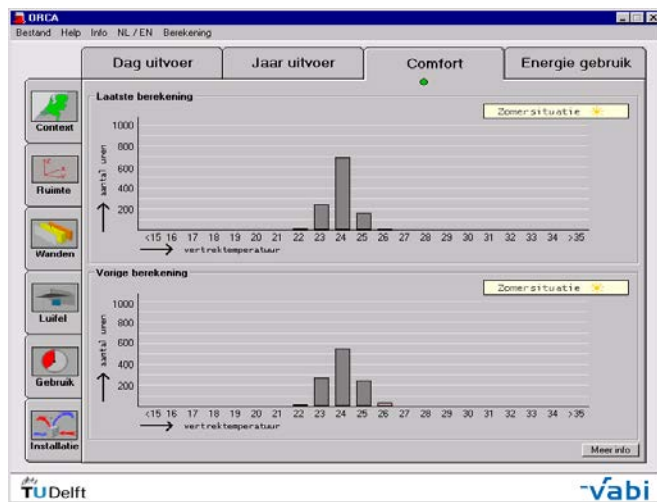 ORCA
Bestand Help Info NL / EN Berekening
Dag uitvoer Jaar uitvoer Comfort Energie gebruik
Context
Ruimte
Wanden
Luifel
Gebruik
Installatie
Laatste berekening
Zomersituatie
1000
800
600
400
200
aantal uren
<15 16 17 18 19 20 21 22 23 24 25 26 27 28 29 30 31 32 33 34 >35
vertrektemperatuur
Vorige berekening
Zomersituatie
1000
800
600
400
200
aantal uren
<15 16 17 18 19 20 21 22 23 24 25 26 27 28 29 30 31 32 33 34 >35
vertrektemperatuur
Meer info
TU Delft
vabi